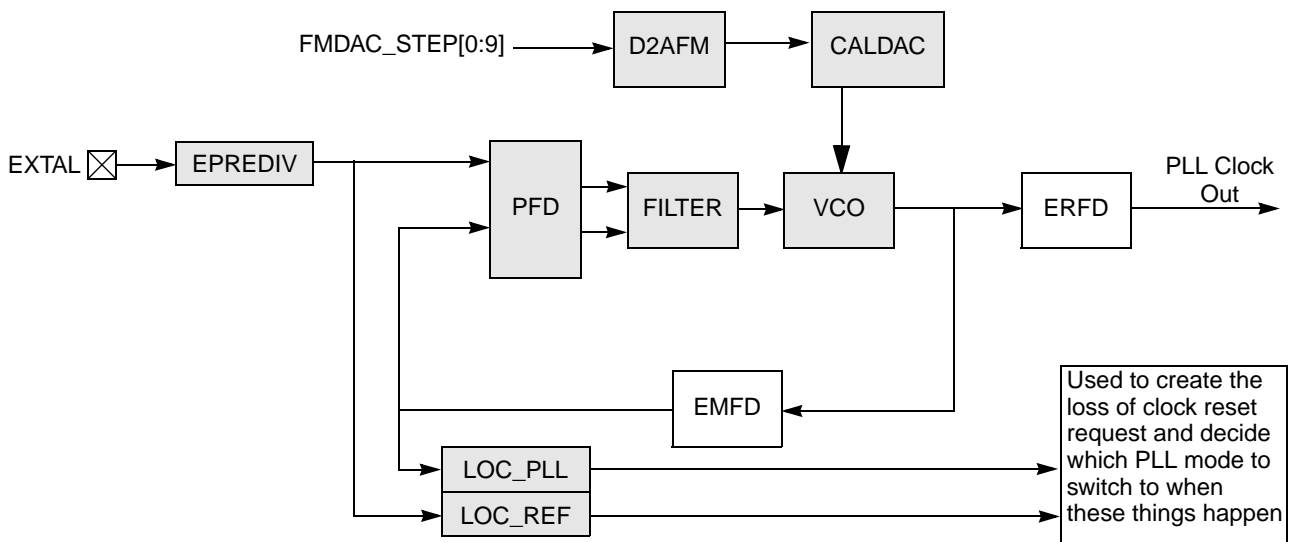 FMDAC_STEP[0:9]
D2AFM
CALDAC
EXTAL
EPREDIV
PFD
FILTER
VCO
ERFD
PLL Clock
Out
EMFD
LOC_PLL
LOC_REF
Used to create the
loss of clock reset
request and decide
which PLL mode to
switch to when
these things happen